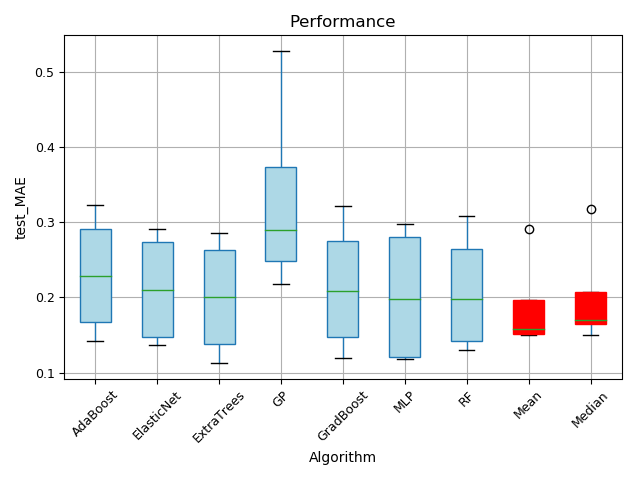 Performance
test_MAE
0.5
0.4
0.3
0.2
0.1
AdaBoost
ElasticNet
ExtraTrees
GP
GradBoost
MLP
RF
Mean
Median
Algorithm